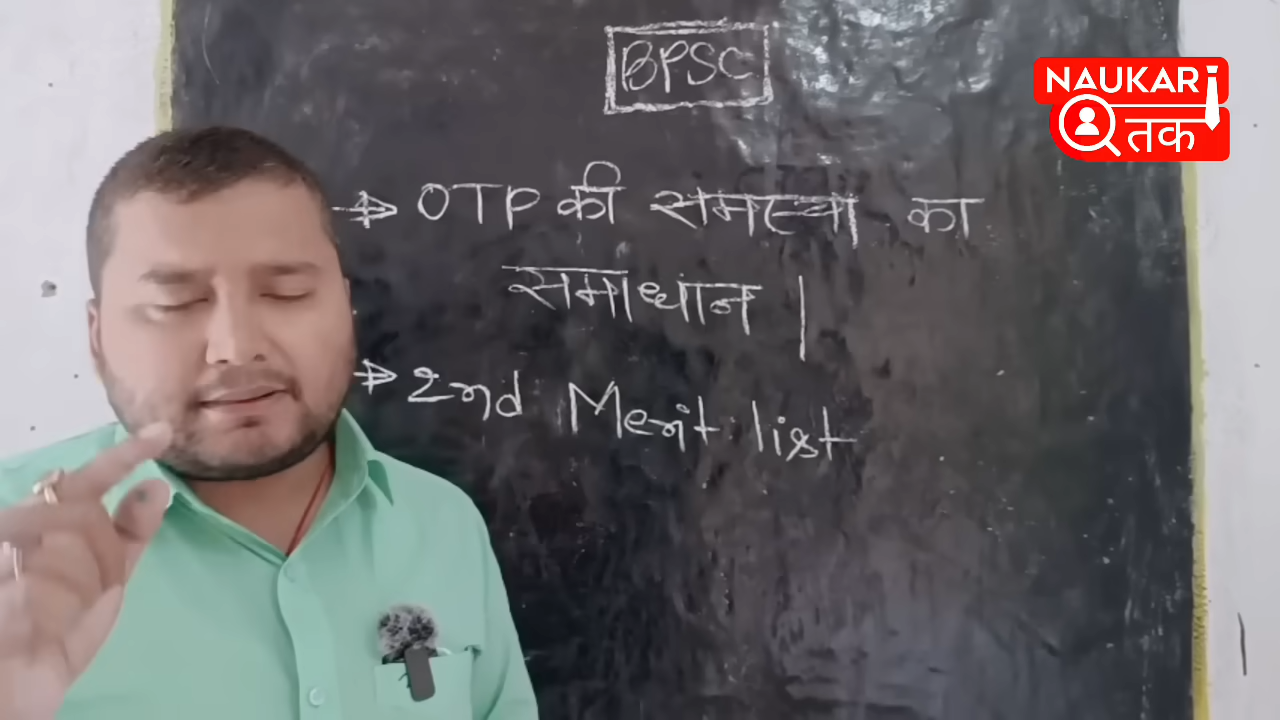 BPSC
NAUKARI
तक
→ OTP की समस्या का
समाधान |
→ 2nd Merit list